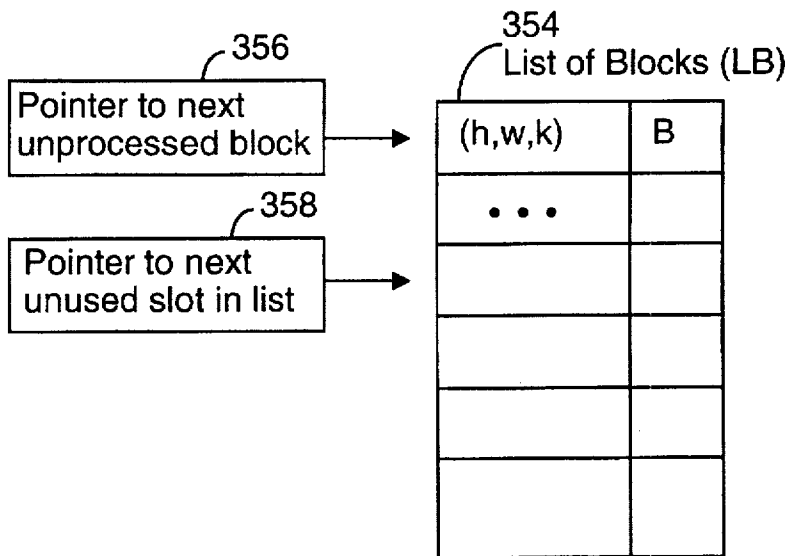 356
Pointer to next
unprocessed block
358
Pointer to next
unused slot in list
354
List of Blocks (LB)
(h,w,k) B
• • •